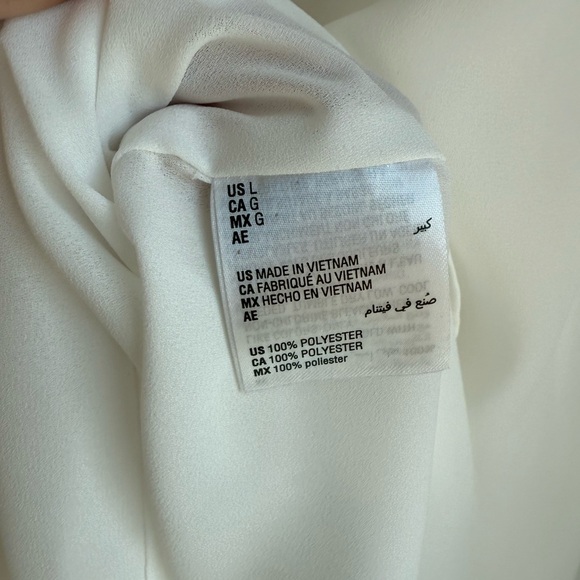 US L
CA G
MX G
AE كبير
US MADE IN VIETNAM
CA FABRIQUÉ AU VIETNAM
MX HECHO EN VIETNAM
AE صُنع في فيتنام
US 100% POLYESTER
CA 100% POLYESTER
MX 100% poliester